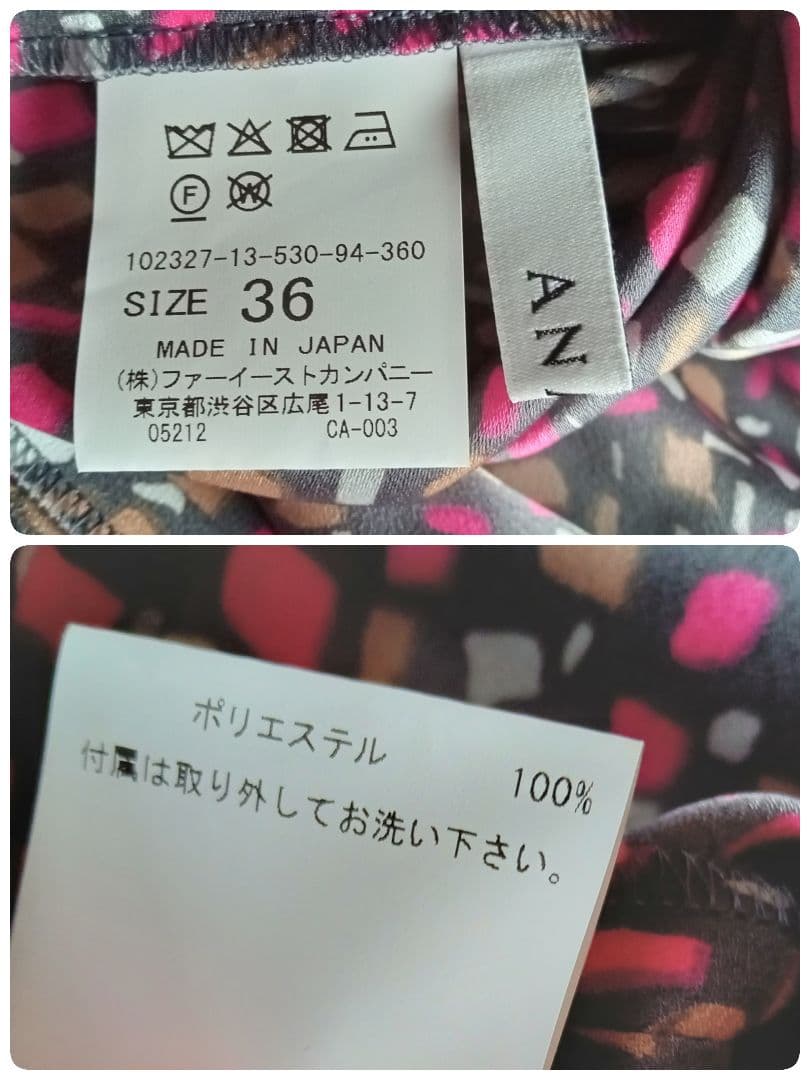 F W
102327-13-530-94-360
SIZE 36
MADE IN JAPAN
(株)ファーイーストカンパニー
東京都渋谷区広尾1-13-7
05212 CA-003
AN
ポリエステル 100%
付属は取り外してお洗い下さい。